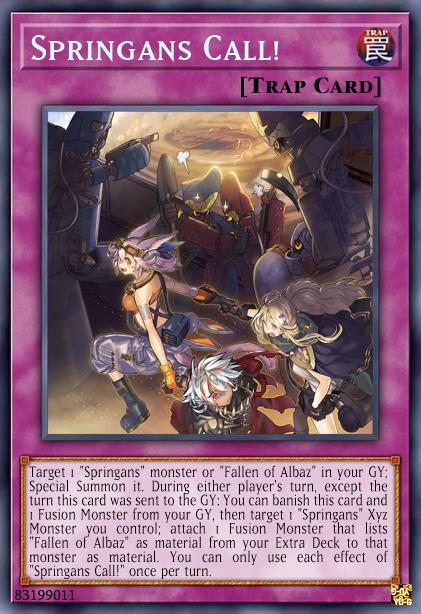 Springans Call!
TRAP
罠
[Trap Card]
Target 1 "Springans" monster or "Fallen of Albaz" in your GY;
Special Summon it. During either player's turn, except the
turn this card was sent to the GY: You can banish this card and
1 Fusion Monster from your GY, then target 1 "Springans" Xyz
Monster you control; attach 1 Fusion Monster that lists
"Fallen of Albaz" as material from your Extra Deck to that
monster as material. You can only use each effect of
"Springans Call!" once per turn.
83199011